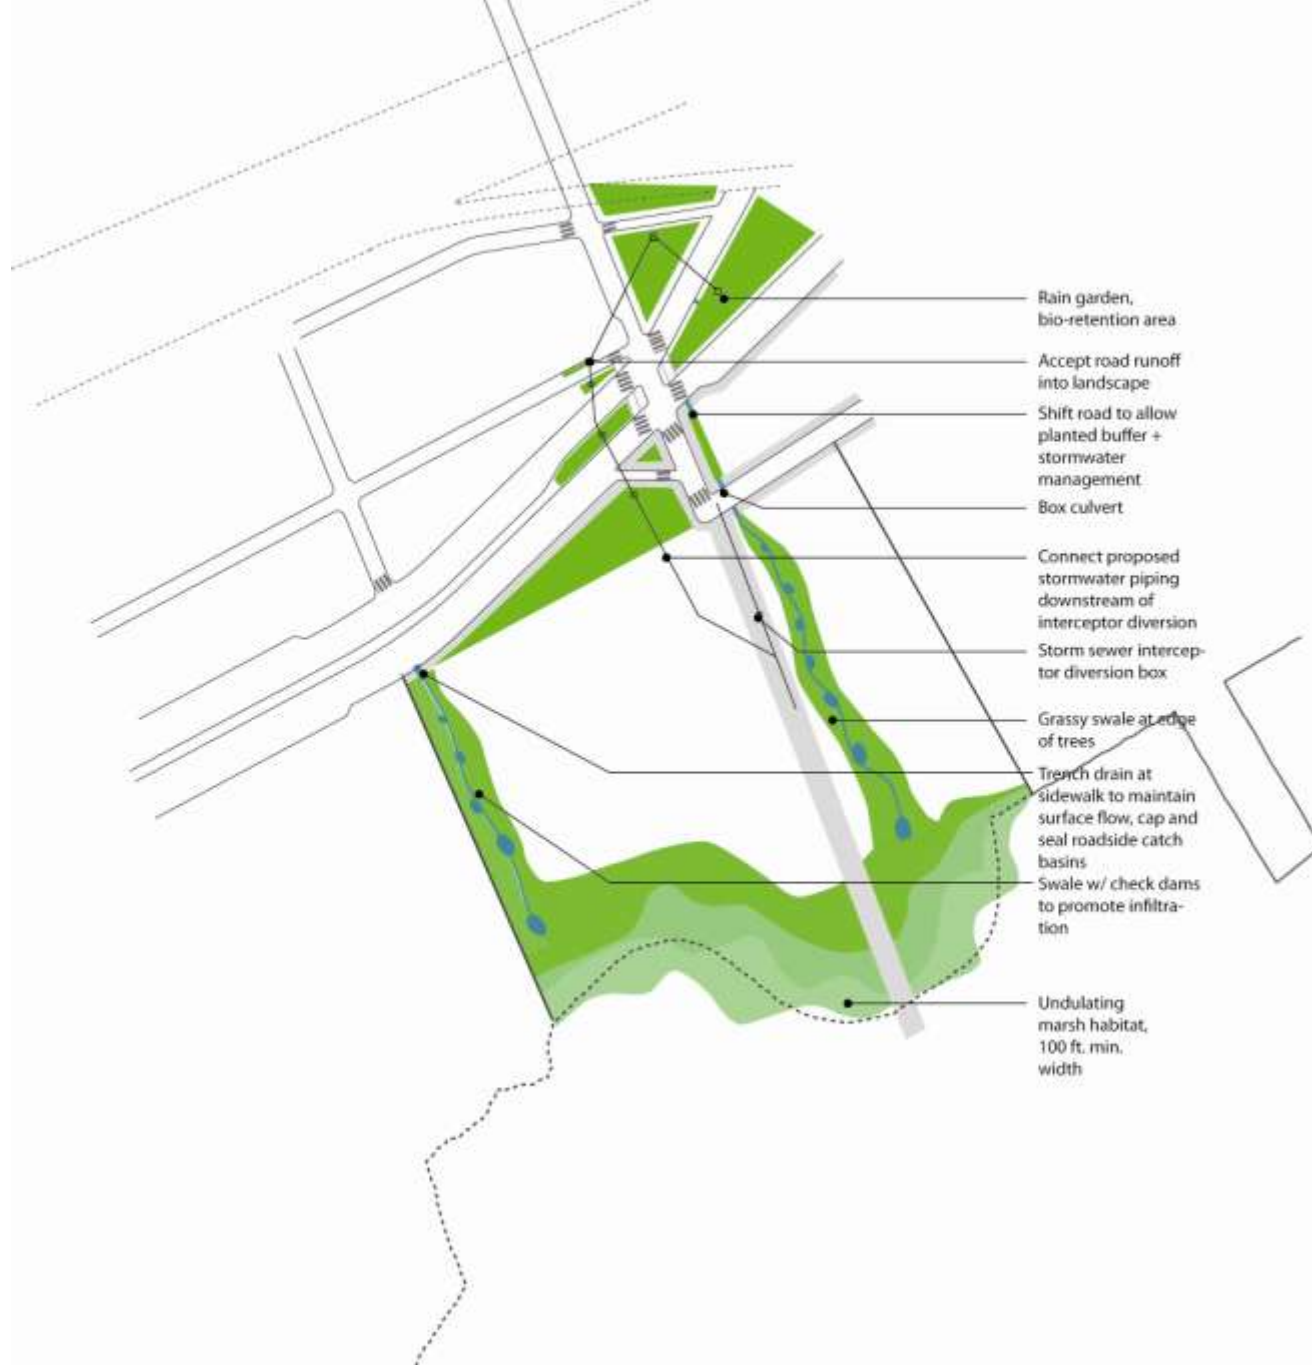 Rain garden,
bio-retention area
Accept road runoff
into landscape
Shift road to allow
planted buffer +
stormwater
management
Box culvert
Connect proposed
stormwater piping
downstream of
interceptor diversion
Storm sewer intercep-
tor diversion box
Grassy swale at edge
of trees
Trench drain at
sidewalk to maintain
surface flow, cap and
seal roadside catch
basins
Swale w/ check dams
to promote infiltra-
tion
Undulating
marsh habitat,
100 ft. min.
width